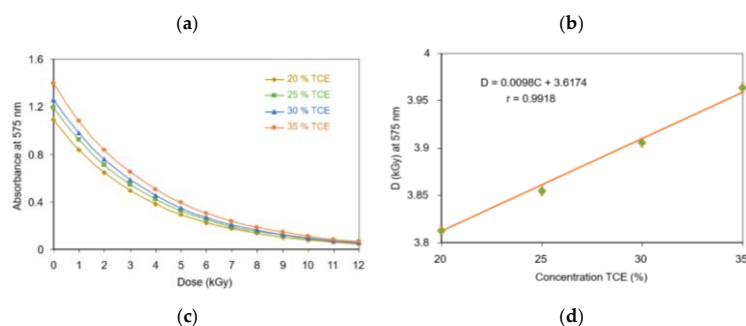 (a)
(b)
1.6
1.2
0.8
0.4
0
Absorbance at 575 nm
20 % TCE
25 % TCE
30 % TCE
35 % TCE
0 1 2 3 4 5 6 7 8 9 10 11 12
Dose (kGy)
4
3.95
3.9
3.85
3.8
D (kGy) at 575 nm
D = 0.0098C + 3.6174
r = 0.9918
20 25 30 35
Concentration TCE (%)
(c)
(d)